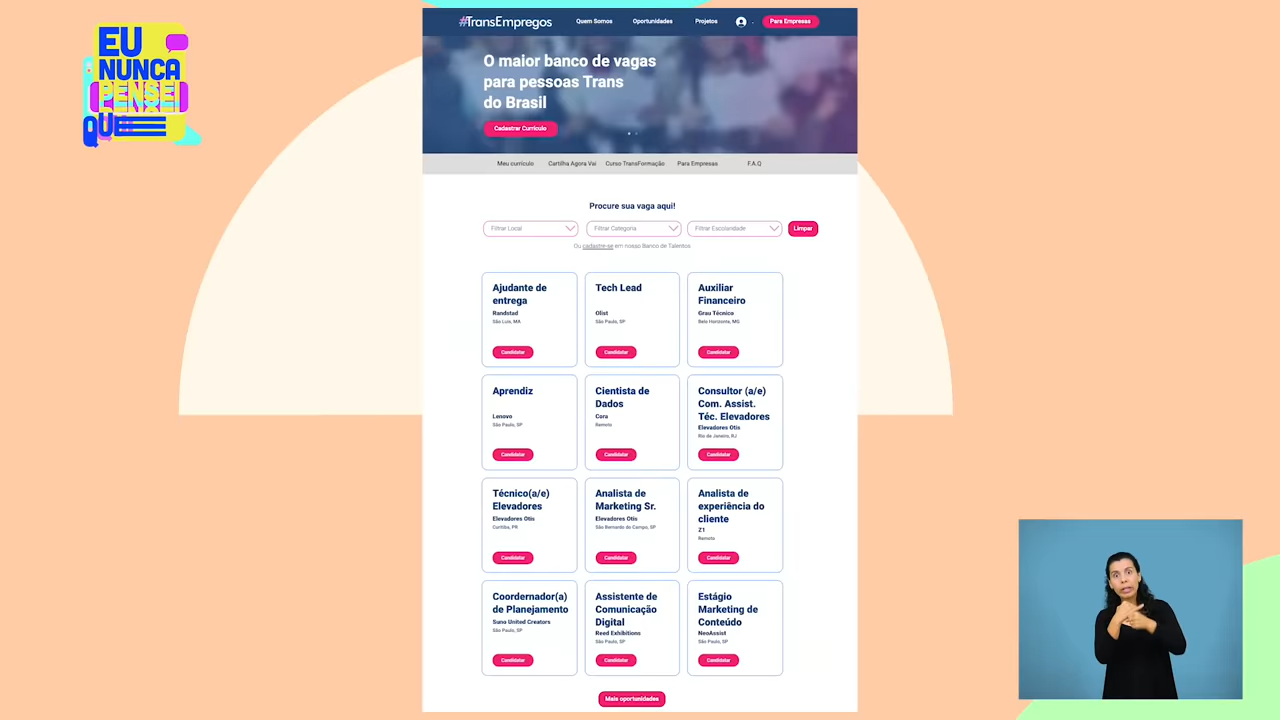 EU
NUNCA
PENSEI
QUE
#TransEmpregos
Quem Somos
Oportunidades
Projetos
Para Empresas
O maior banco de vagas
para pessoas Trans
do Brasil
Cadastrar Currículo
Meu currículo
Cartilha Agora Vai
Curso TransFormação
Para Empresas
F.A.Q
Procure sua vaga aqui!
Filtrar Local
Filtrar Categoria
Filtrar Escolaridade
Limpar
Ou cadastre-se em nosso Banco de Talentos
Ajudante de
entrega
Randstad
São Luis, MA
Candidatar
Tech Lead
Olist
São Paulo, SP
Candidatar
Auxiliar
Financeiro
Grau Técnico
Belo Horizonte, MG
Candidatar
Aprendiz
Lenovo
São Paulo, SP
Candidatar
Cientista de
Dados
Cora
Remoto
Candidatar
Consultor (a/e)
Com. Assist.
Téc. Elevadores
Elevadores Otis
Rio de Janeiro, RJ
Candidatar
Técnico(a/e)
Elevadores
Elevadores Otis
Curitiba, PR
Candidatar
Analista de
Marketing Sr.
Elevadores Otis
São Bernardo do Campo, SP
Candidatar
Analista de
experiência do
cliente
Z1
Remoto
Candidatar
Coordernador(a)
de Planejamento
Suno United Creators
São Paulo, SP
Candidatar
Assistente de
Comunicação
Digital
Reed Exhibitions
São Paulo, SP
Candidatar
Estágio
Marketing de
Conteúdo
NeoAssist
São Paulo, SP
Candidatar
Mais oportunidades